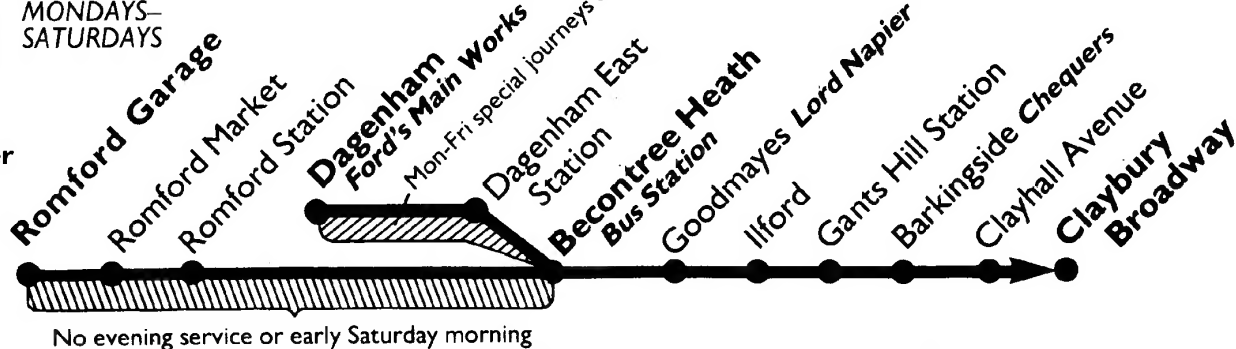 MONDAYS–
SATURDAYS
er
Romford Garage
Romford Market
Romford Station
Dagenham
Ford's Main Works
Mon-Fri special journeys
Dagenham East
Station
Becontree Heath
Bus Station
Goodmayes Lord Napier
Ilford
Gants Hill Station
Barkingside Chequers
Clayhall Avenue
Claybury
Broadway
No evening service or early Saturday morning